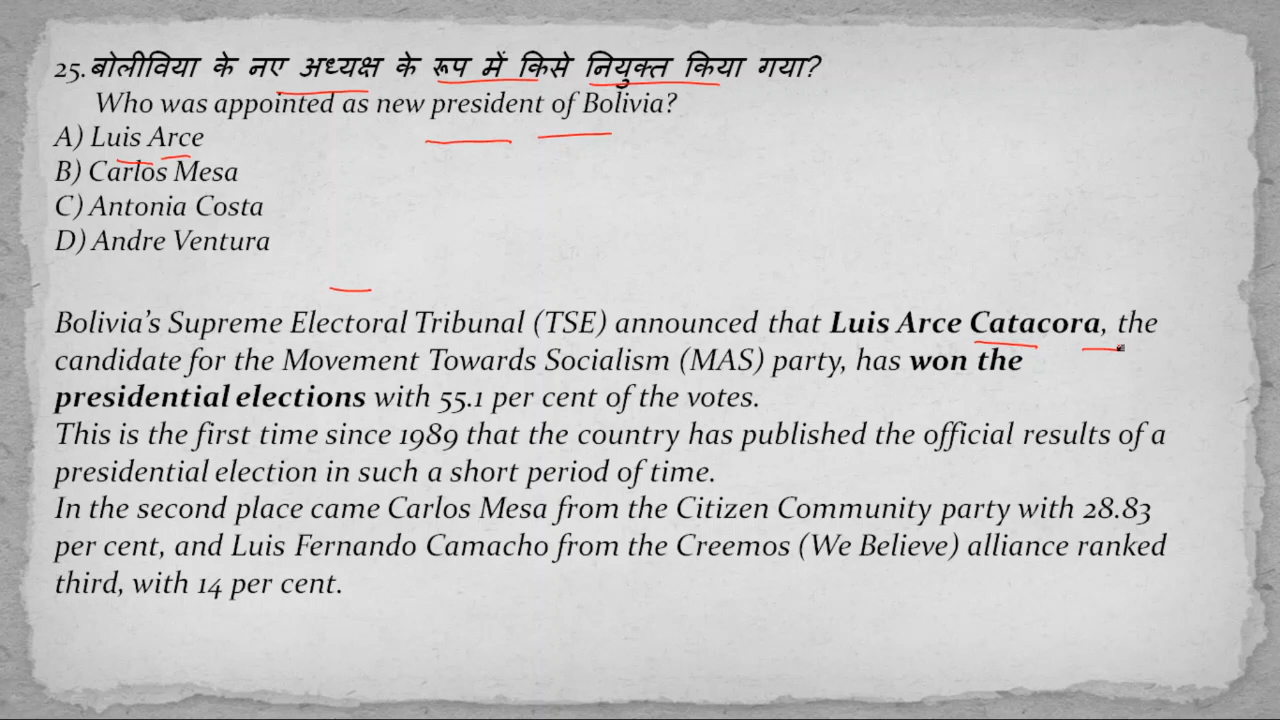 25. बोलीविया के नए अध्यक्ष के रूप में किसे नियुक्त किया गया?
Who was appointed as new president of Bolivia?
A) Luis Arce
B) Carlos Mesa
C) Antonia Costa
D) Andre Ventura
Bolivia's Supreme Electoral Tribunal (TSE) announced that Luis Arce Catacora, the
candidate for the Movement Towards Socialism (MAS) party, has won the
presidential elections with 55.1 per cent of the votes.
This is the first time since 1989 that the country has published the official results of a
presidential election in such a short period of time.
In the second place came Carlos Mesa from the Citizen Community party with 28.83
per cent, and Luis Fernando Camacho from the Creemos (We Believe) alliance ranked
third, with 14 per cent.